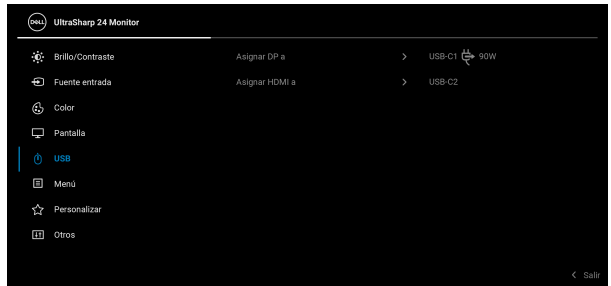 DELL UltraSharp 24 Monitor
Brillo/Contraste Asignar DP a > USB-C1 90W
Fuente entrada Asignar HDMI a > USB-C2
Color
Pantalla
USB
Menú
Personalizar
Otros
< Salir